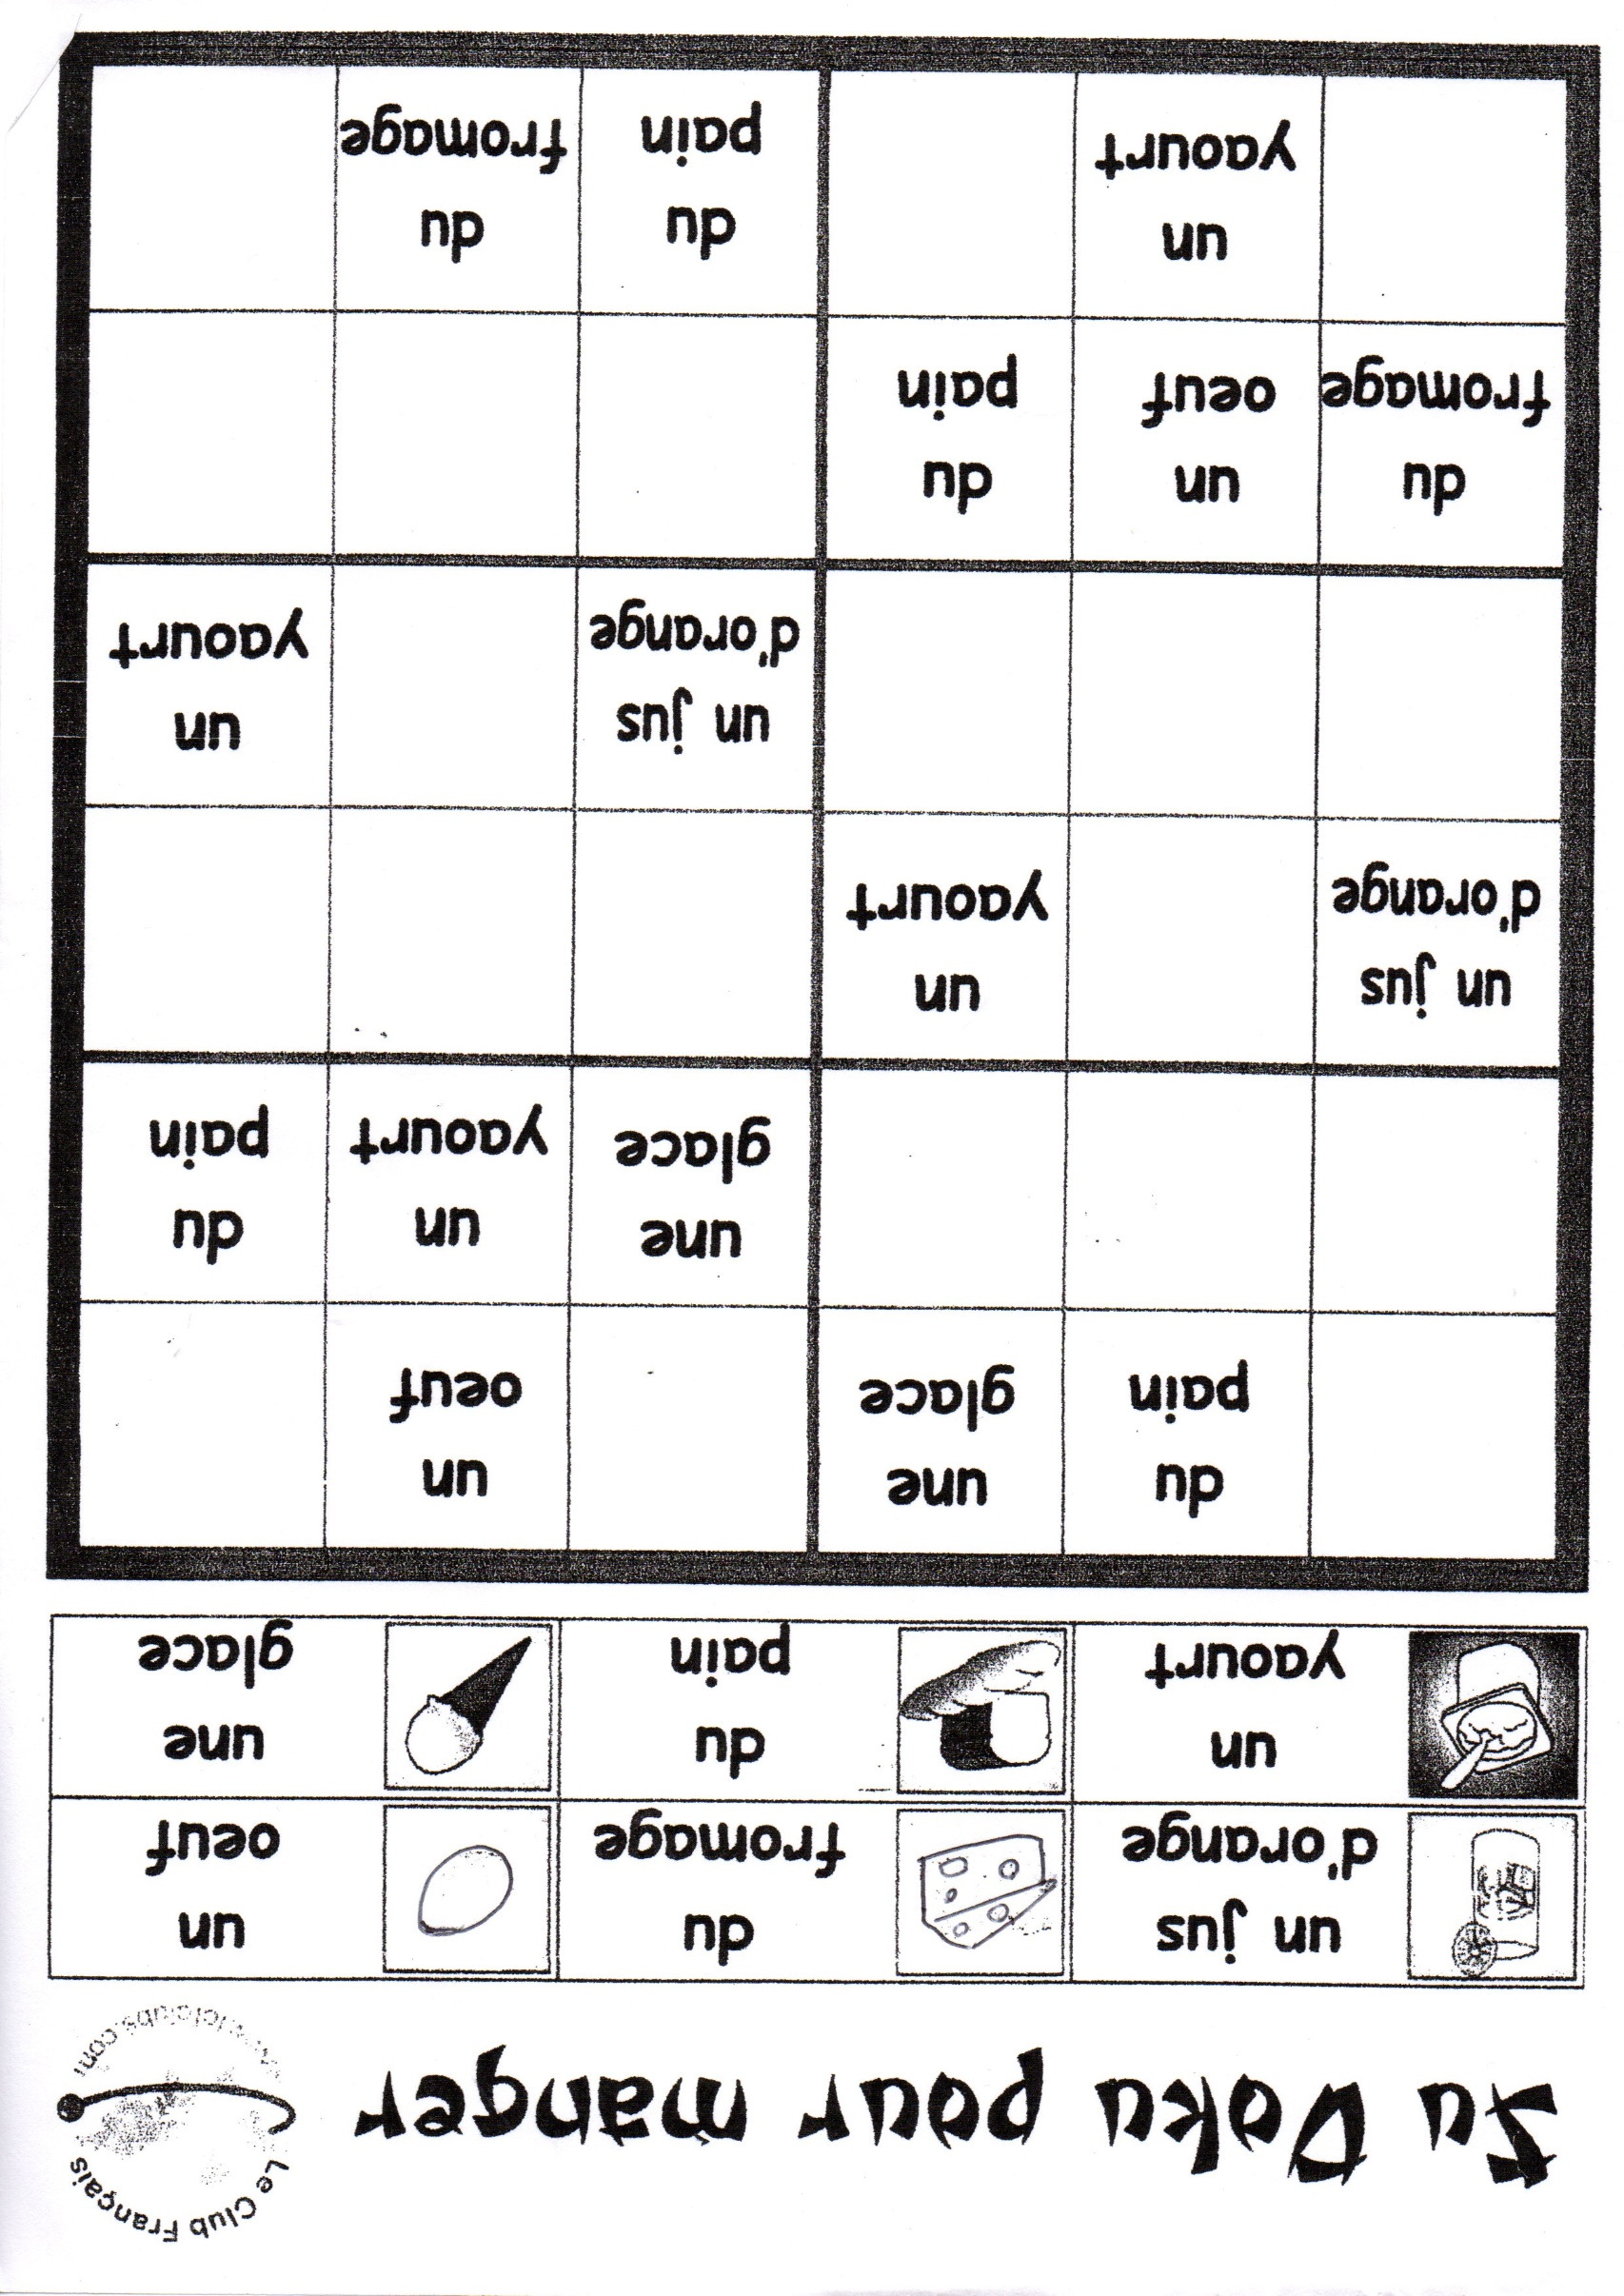 Su Doku pour manger
Le Club Français
un jus
d'orange
du
fromage
un
oeuf
un
yaourt
du
pain
une
glace
du
pain
une
glace
un
oeuf
une
glace
un
yaourt
du
pain
un jus
d'orange
un
yaourt
un jus
d'orange
un
yaourt
du
fromage
un
oeuf
du
pain
un
yaourt
du
pain
du
fromage